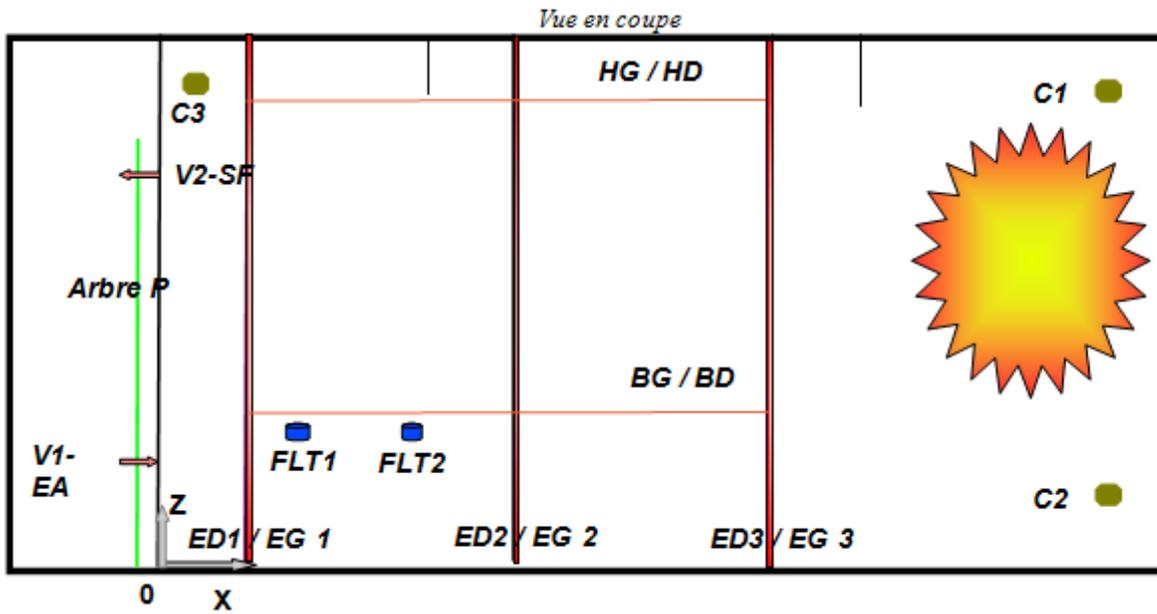 Vue en coupe
HG / HD
C3
C1
V2-SF
Arbre P
BG / BD
V1-
EA
FLT1
FLT2
C2
Z
ED1 / EG 1
ED2 / EG 2
ED3 / EG 3
0
X